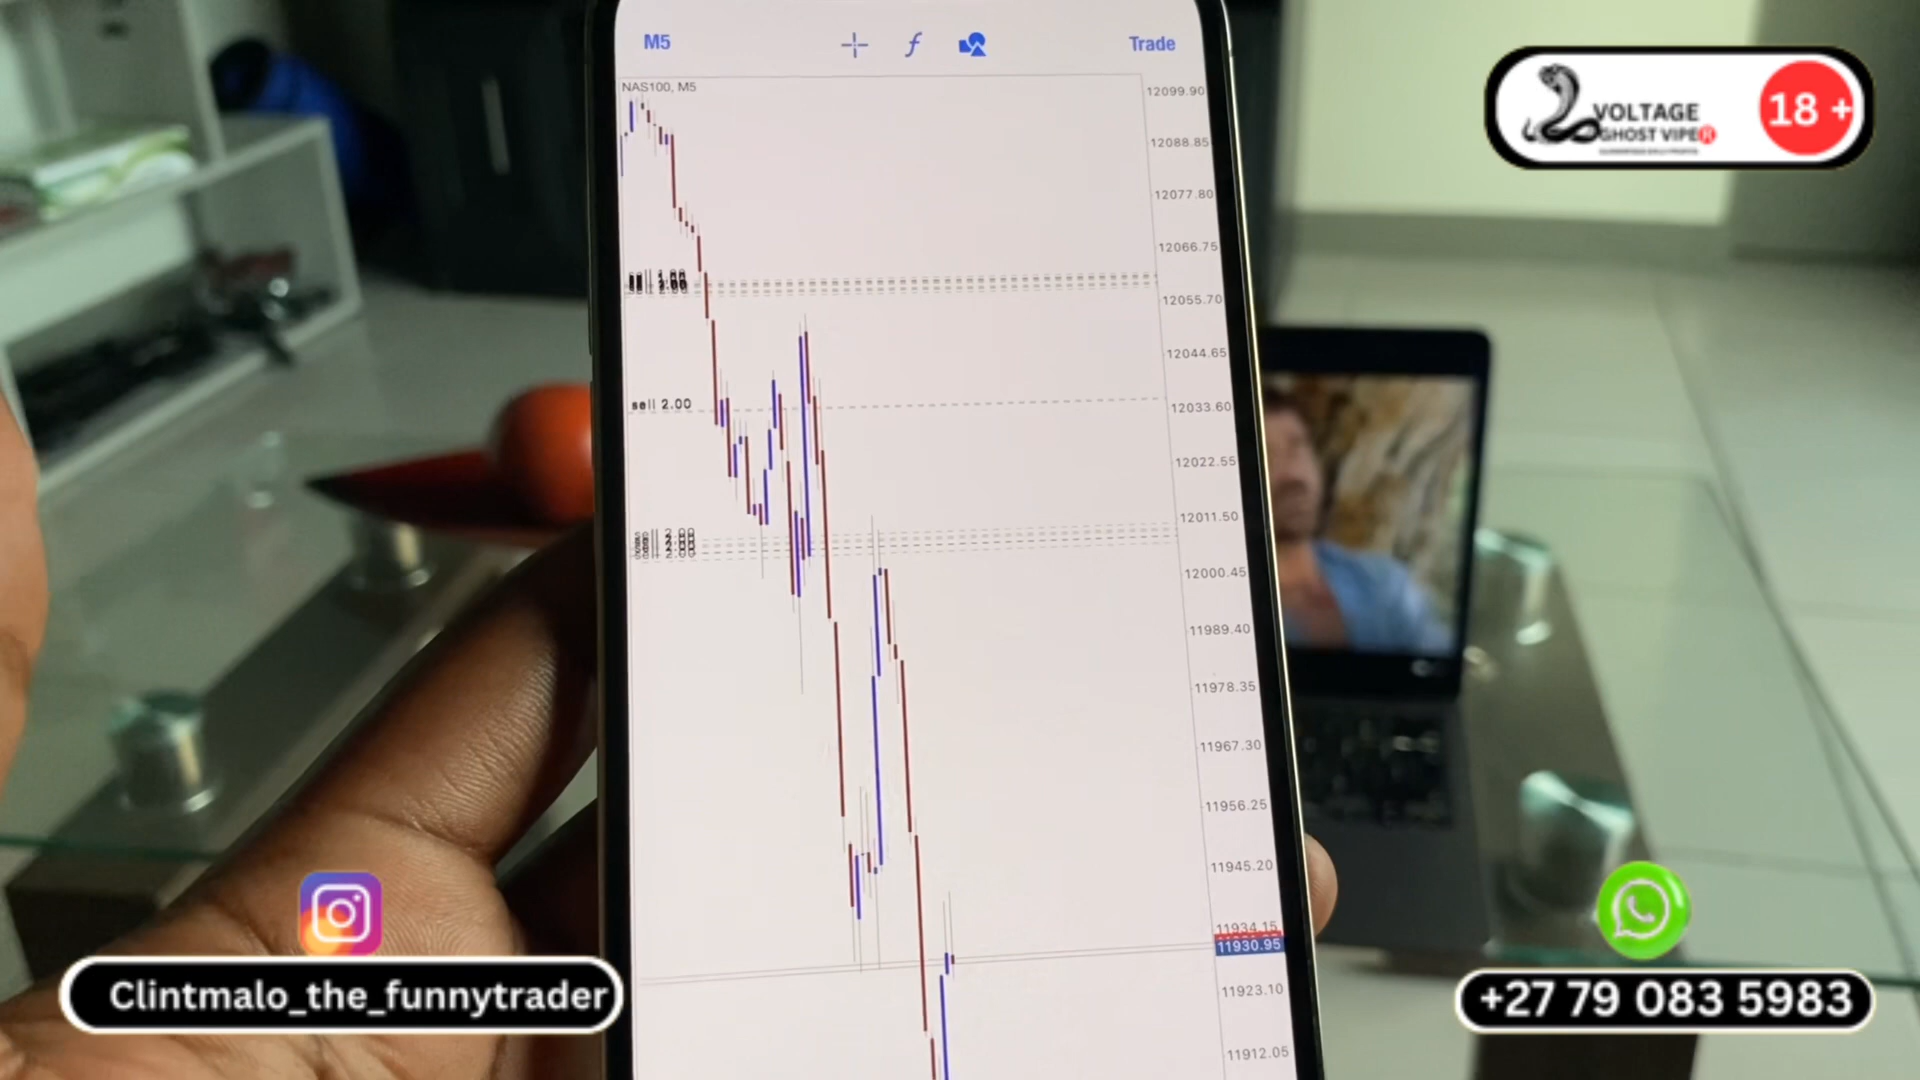 M5
f
Trade
NAS100, M5
12099.90
12088.85
12077.80
12066.75
12055.70
12044.65
sell 2.00
12033.60
12022.55
12011.50
12000.45
11989.40
11978.35
11967.30
11956.25
11945.20
11934.15
11930.95
11923.10
11912.05
VOLTAGE
GHOST VIPER
18 +
Clintmalo_the_funnytrader
+27 79 083 5983